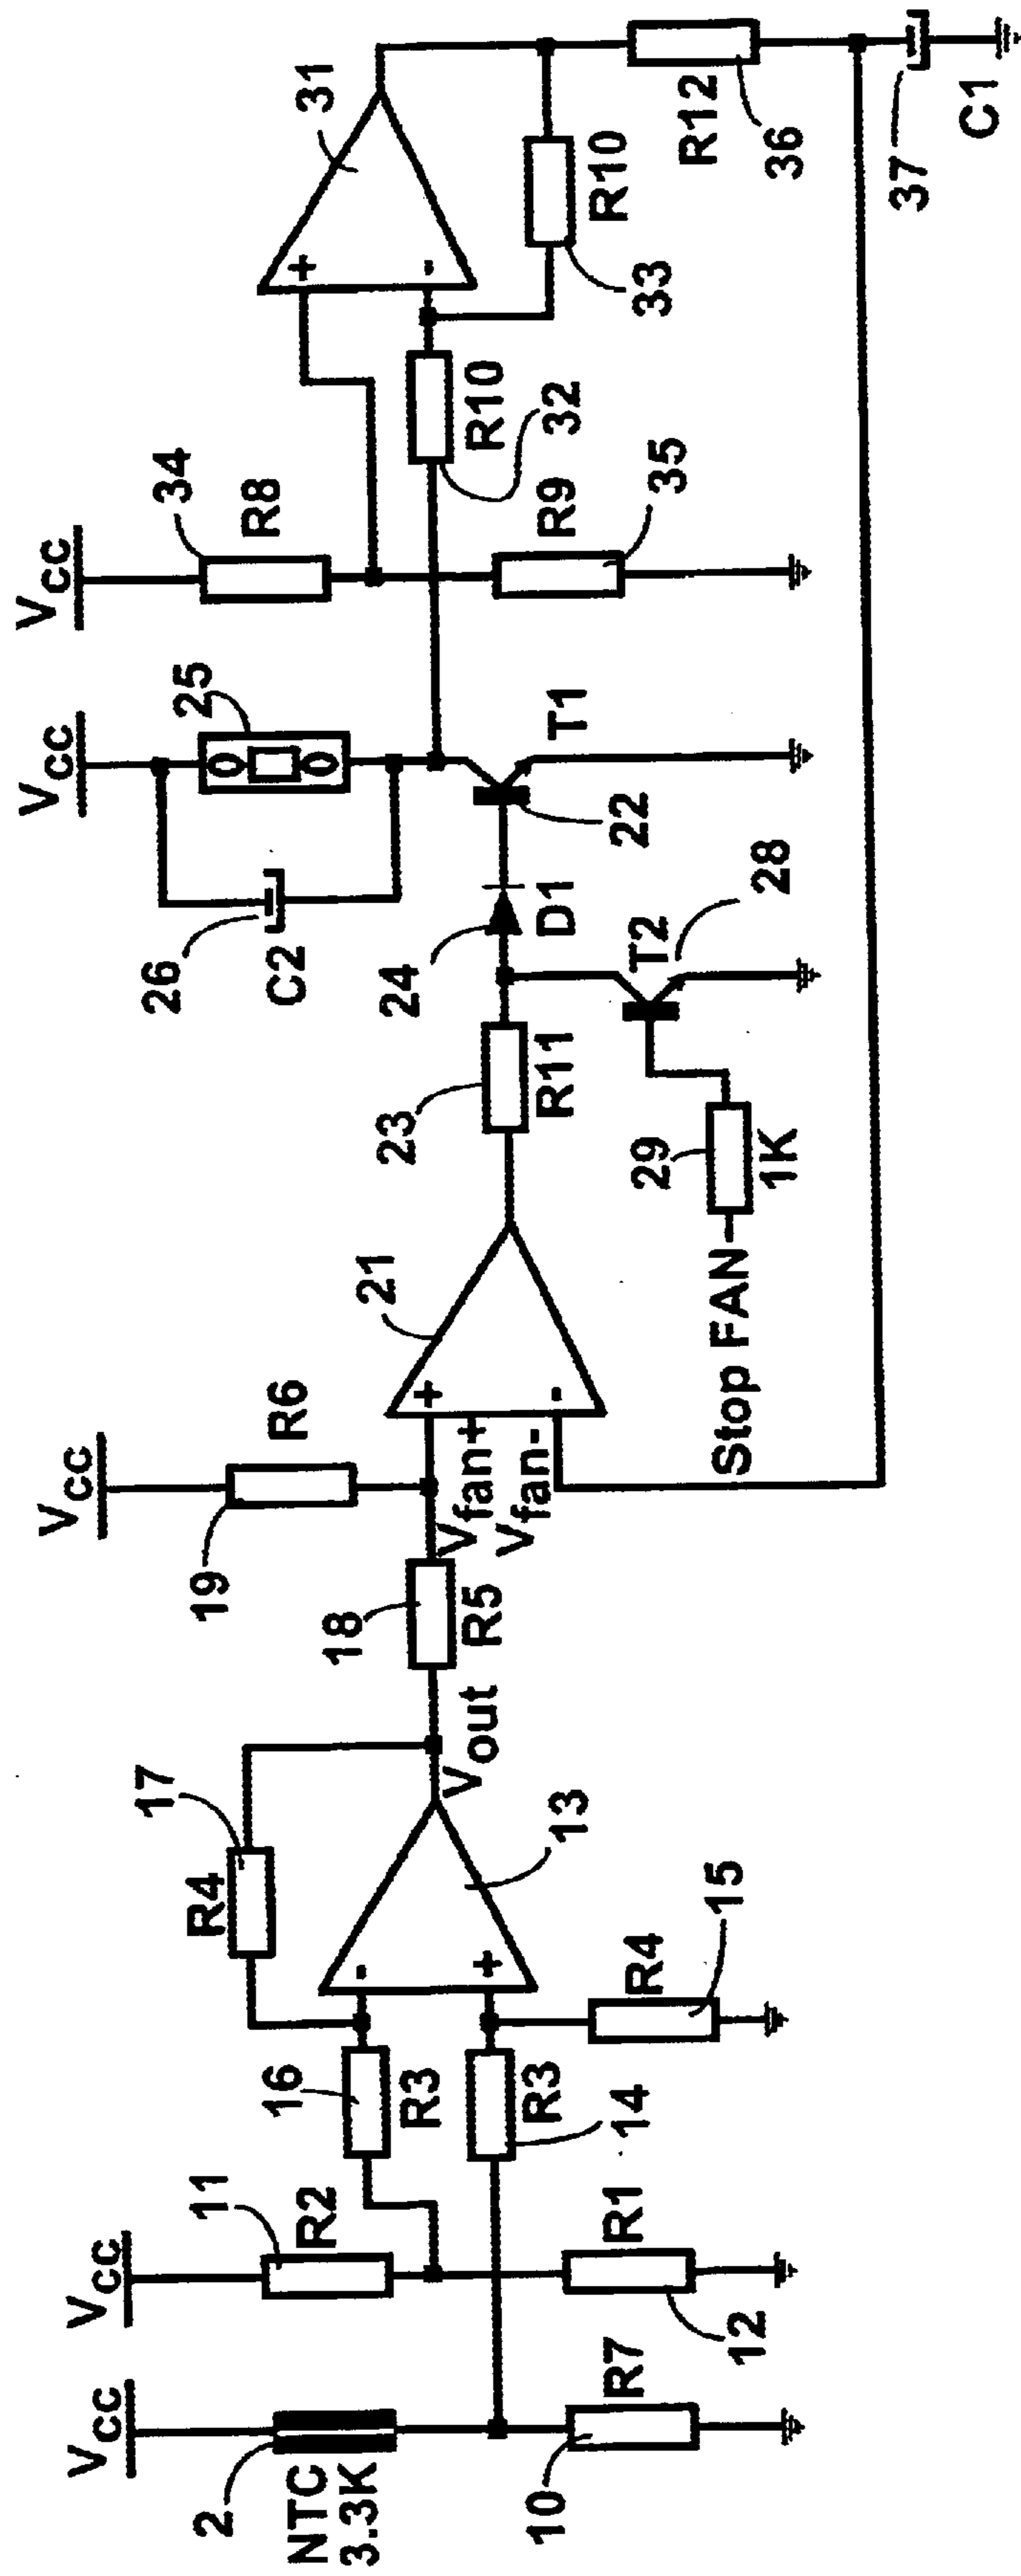 Vcc
Vcc
2
NTC
3.3K
11
R2
16
R3
R3
14
10
R7
R1
12
R4
17
-
+
13
R4
15
Vout
18
R5
Vcc
19
R6
Vfan+
Vfan-
+
-
21
23
R11
Stop FAN
29
1K
T2
28
24
D1
26
C2
Vcc
25
22
T1
Vcc
34
R8
R9
35
R10
32
+
-
31
R10
33
R12
36
37
C1